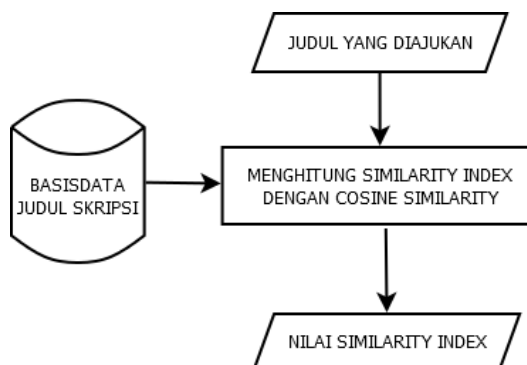 JUDUL YANG DIAJUKAN
BASISDATA
JUDUL SKRIPSI
MENGHITUNG SIMILARITY INDEX
DENGAN COSINE SIMILARITY
NILAI SIMILARITY INDEX